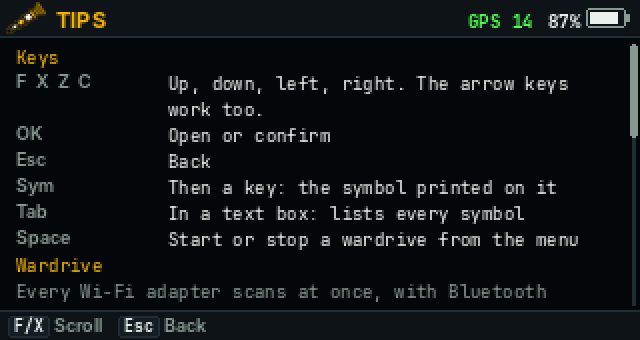 TIPS GPS 14 87%
Keys
F X Z C Up, down, left, right. The arrow keys
work too.
OK Open or confirm
Esc Back
Sym Then a key: the symbol printed on it
Tab In a text box: lists every symbol
Space Start or stop a wardrive from the menu
Wardrive
Every Wi-Fi adapter scans at once, with Bluetooth
F/X Scroll Esc Back